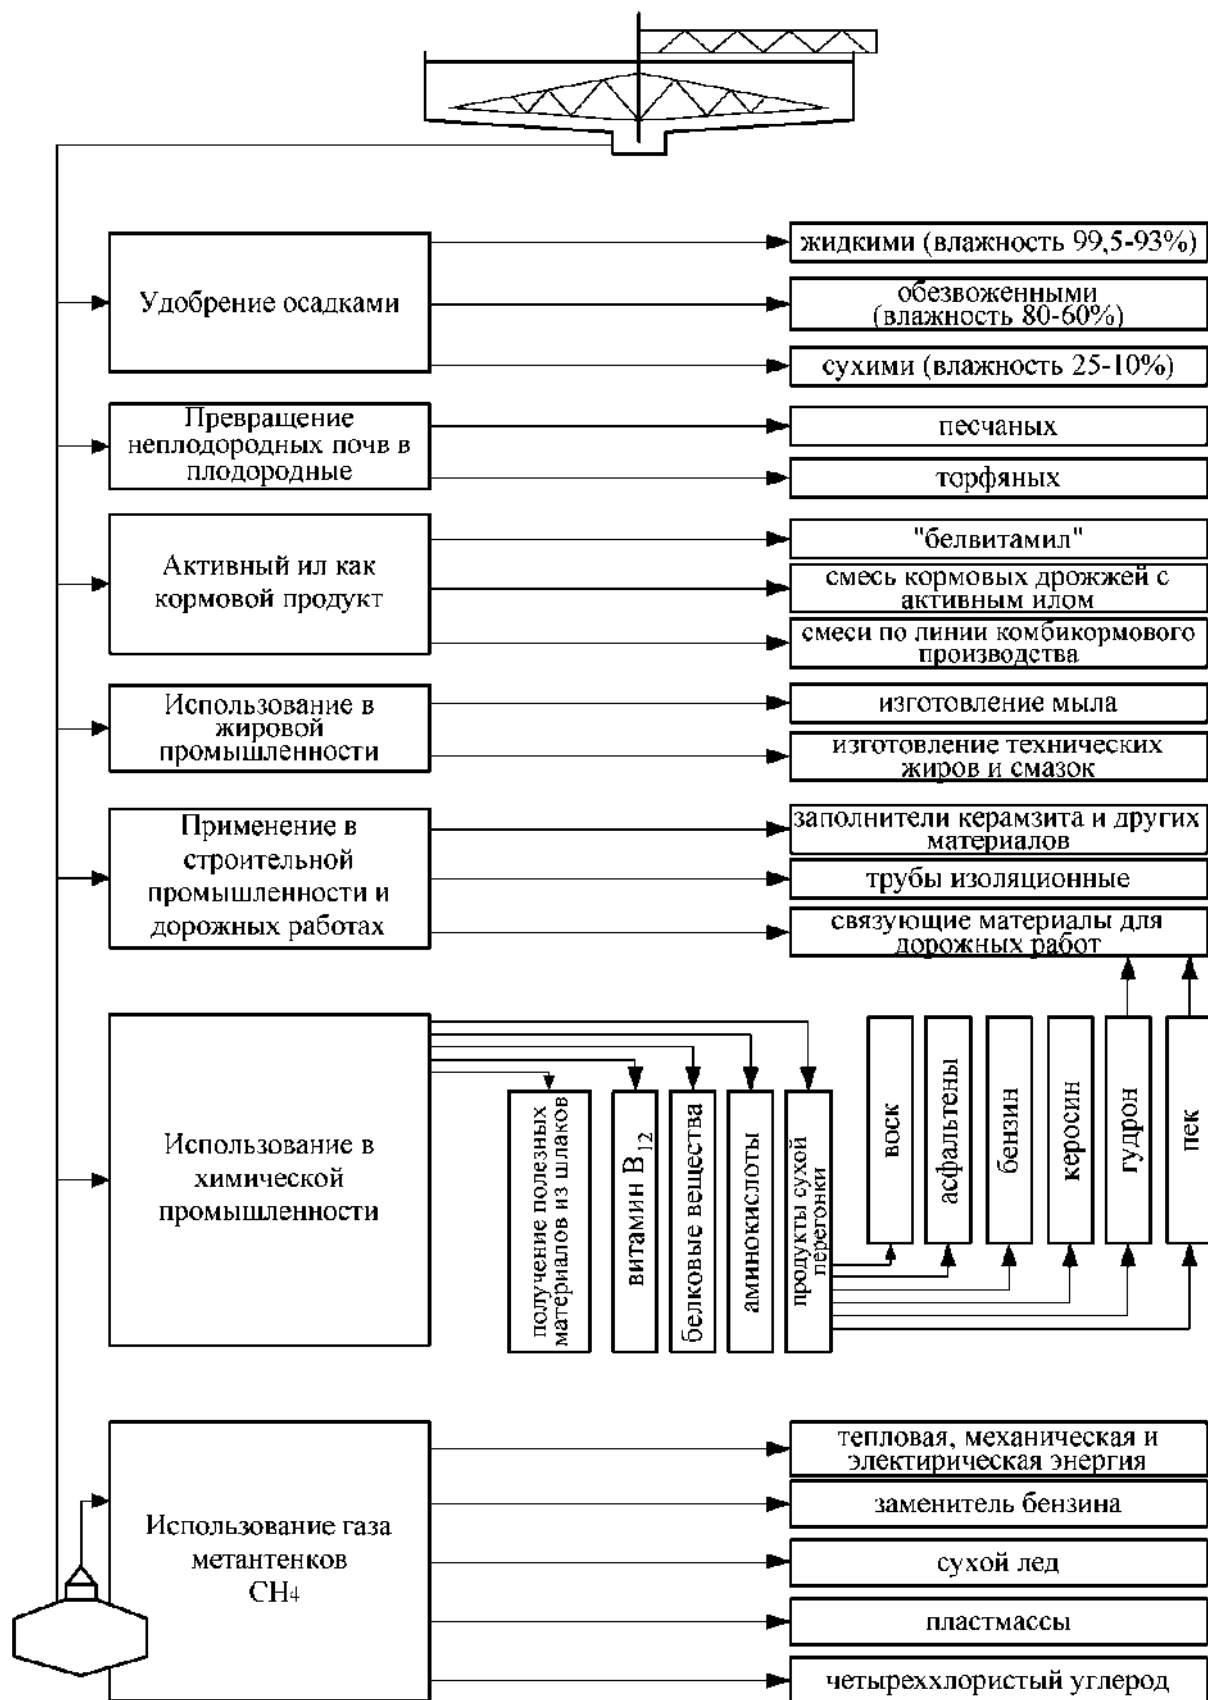 Удобрение осадками
жидкими (влажность 99,5-93%)
обезвоженными
(влажность 80-60%)
сухими (влажность 25-10%)
Превращение
неплодородных почв в
плодородные
песчаных
торфяных
Активный ил как
кормовой продукт
"белвитамил"
смесь кормовых дрожжей с
активным илом
смеси по линии комбикормового
производства
Использование в
жировой
промышленности
изготовление мыла
изготовление технических
жиров и смазок
Применение в
строительной
промышленности и
дорожных работах
заполнители керамзита и других
материалов
трубы изоляционные
связующие материалы для
дорожных работ
Использование в
химической
промышленности
получение полезных
материалов из шлаков
витамин В₁₂
белковые вещества
аминокислоты
продукты сухой
перегонки
воск
асфальтены
бензин
керосин
гудрон
пек
Использование газа
метантенков
СН₄
тепловая, механическая и
электирическая энергия
заменитель бензина
сухой лед
пластмассы
четыреххлористый углерод